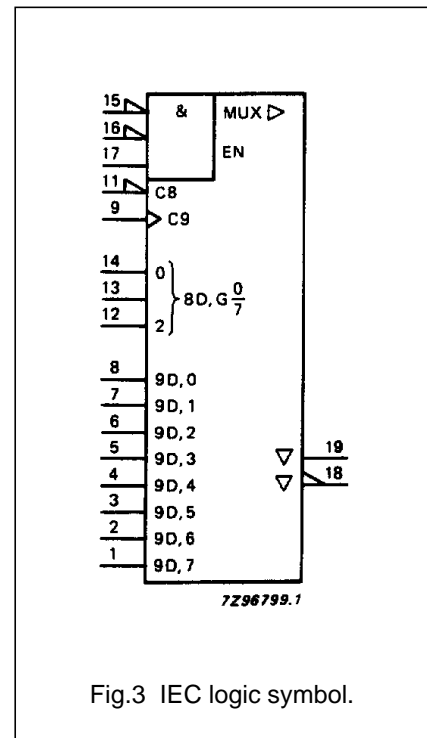 15 & MUX ▷
16
17 EN
11 C8
9 C9
14 0
13 8D, G 0/7
12 2
8 9D, 0
7 9D, 1
6 9D, 2
5 9D, 3 ▽ 19
4 9D, 4 ▽ 18
3 9D, 5
2 9D, 6
1 9D, 7
7Z96799.1
Fig.3 IEC logic symbol.